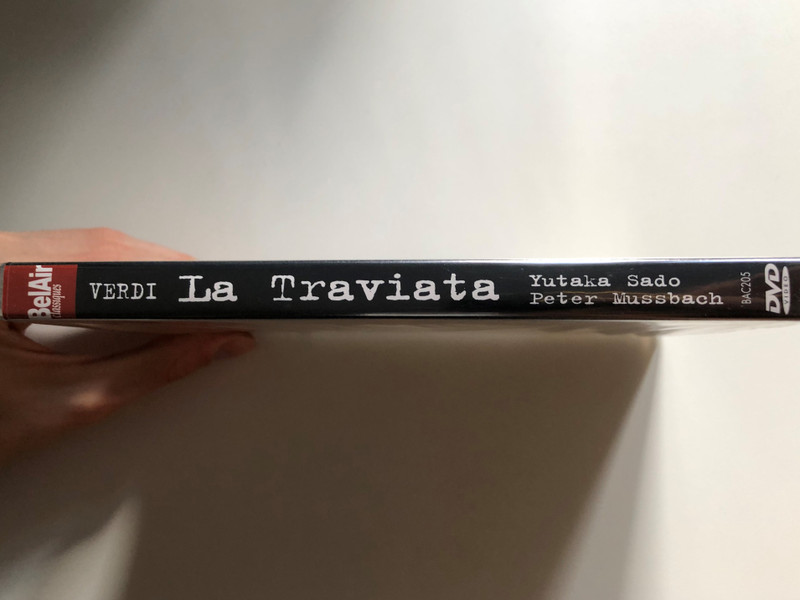 BelAir
classiques
VERDI La Traviata
Yutaka Sado
Peter Mussbach
BAC205
DVD
VIDEO